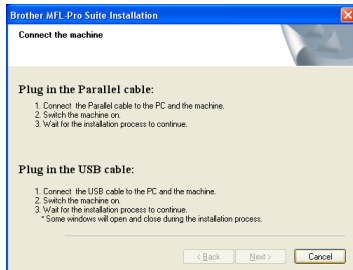 Brother MFL-Pro Suite Installation
Connect the machine
Plug in the Parallel cable:
1. Connect the Parallel cable to the PC and the machine.
2. Switch the machine on.
3. Wait for the installation process to continue.
Plug in the USB cable:
1. Connect the USB cable to the PC and the machine.
2. Switch the machine on.
3. Wait for the installation process to continue.
* Some windows will open and close during the installation process.
< Back Next > Cancel